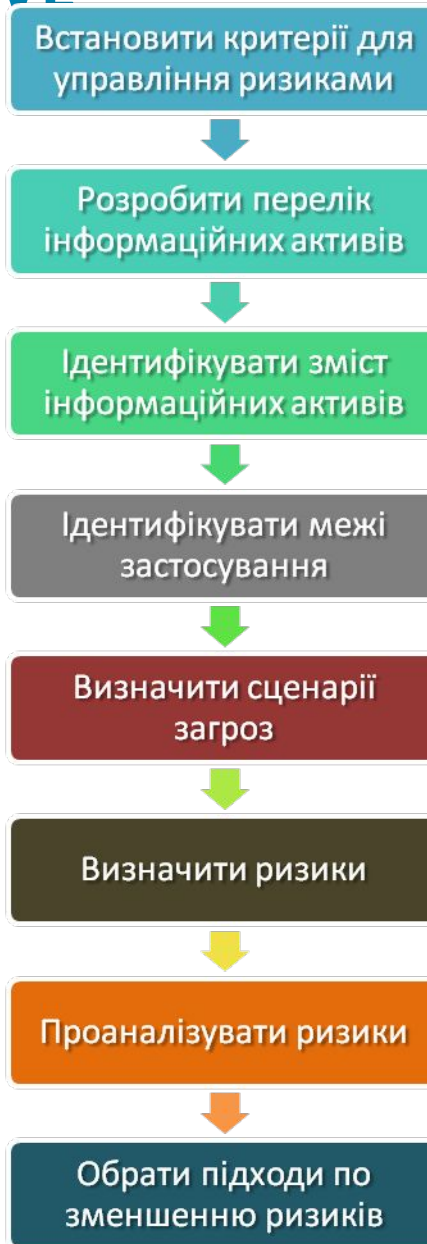 Встановити критерії для
управління ризиками
Розробити перелік
інформаційних активів
Ідентифікувати зміст
інформаційних активів
Ідентифікувати межі
застосування
Визначити сценарії
загроз
Визначити ризики
Проаналізувати ризики
Обрати підходи по
зменшенню ризиків